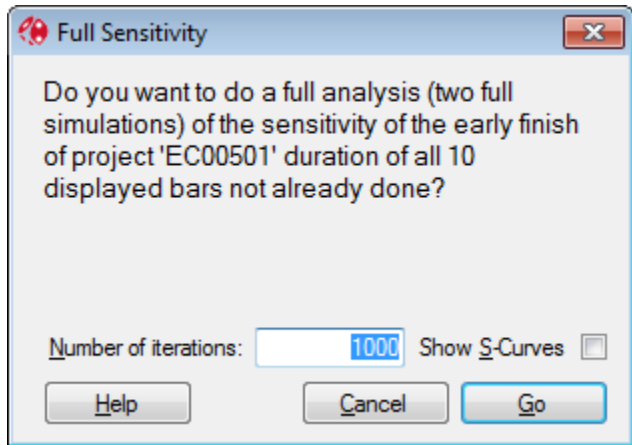 Full Sensitivity
Do you want to do a full analysis (two full
simulations) of the sensitivity of the early finish
of project 'EC00501' duration of all 10
displayed bars not already done?
Number of iterations: 1000 Show S-Curves
Help Cancel Go